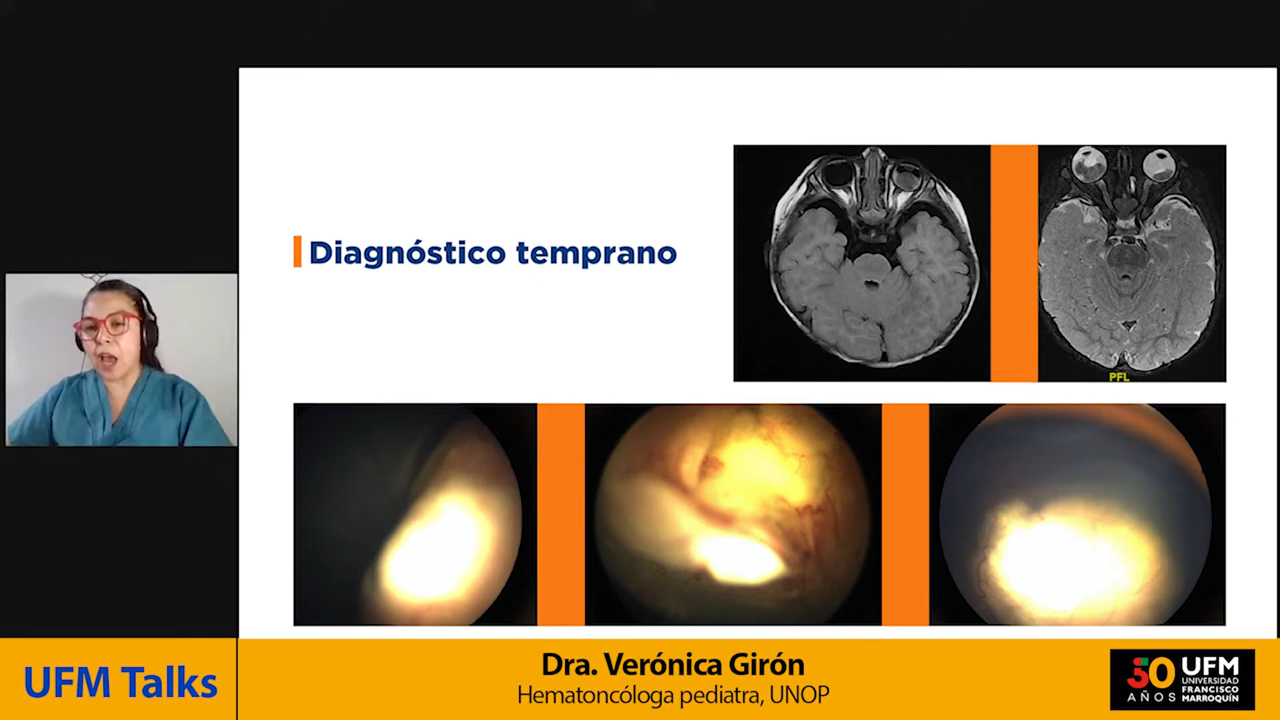 Diagnóstico temprano
PFL
UFM Talks
Dra. Verónica Girón
Hematoncóloga pediatra, UNOP
50
AÑOS
UFM
UNIVERSIDAD
FRANCISCO
MARROQUÍN